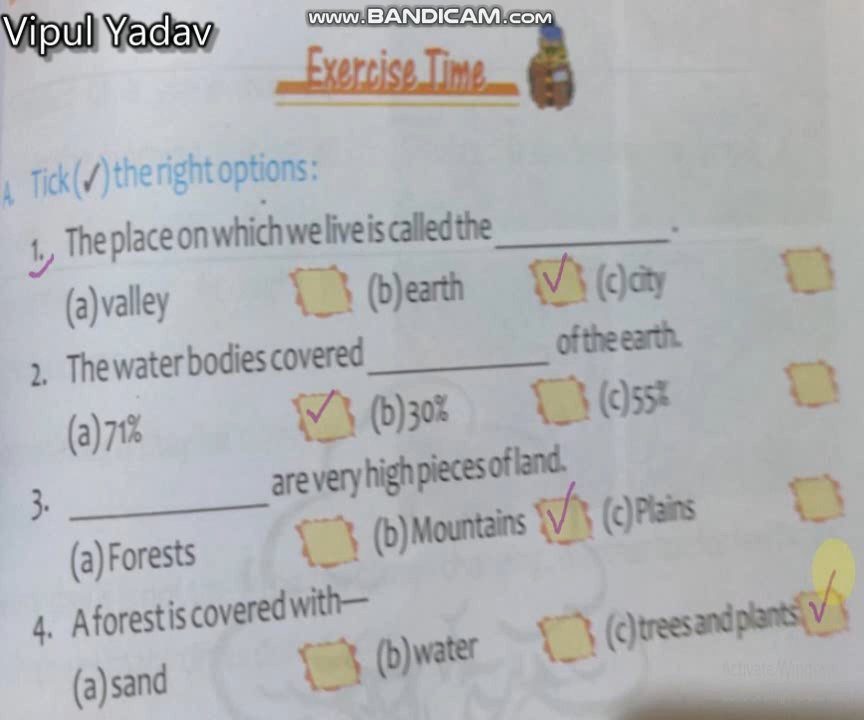 www.BANDICAM.com
Vipul Yadav
Exercise Time
A. Tick (✓) the right options:
1. The place on which we live is called the ____________.
(a) valley (b) earth ✓ (c) city
2. The water bodies covered ____________ of the earth.
(a) 71% ✓ (b) 30% (c) 55%
3. ____________ are very high pieces of land.
(a) Forests (b) Mountains ✓ (c) Plains
4. A forest is covered with—
(a) sand (b) water (c) trees and plants ✓
Activate Windows